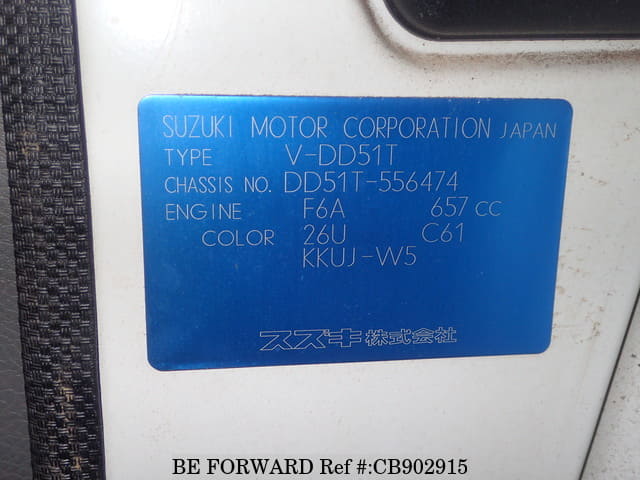 SUZUKI MOTOR CORPORATION JAPAN
TYPE V-DD51T
CHASSIS NO. DD51T-556474
ENGINE F6A 657 CC
COLOR 26U C61
KKUJ-W5
スズキ株式会社
BE FORWARD Ref #:CB902915